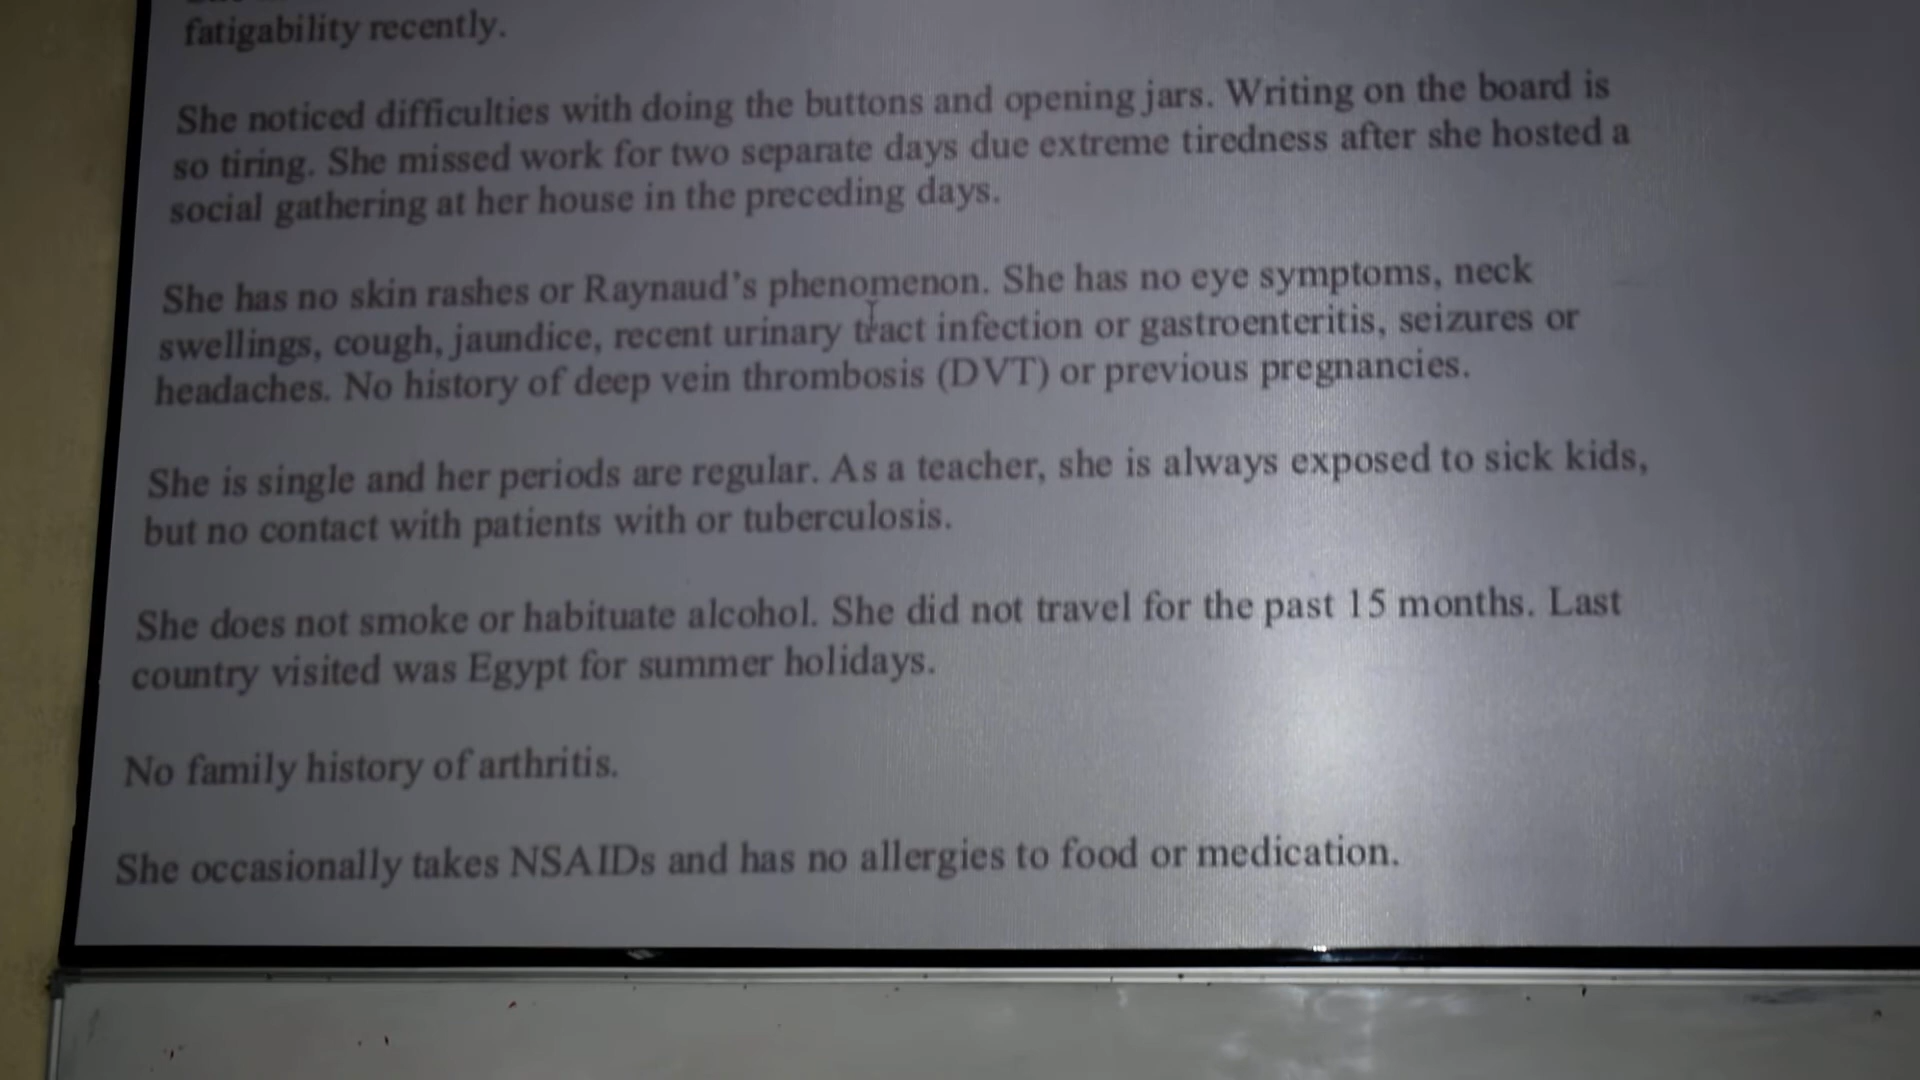 fatigability recently.
She noticed difficulties with doing the buttons and opening jars. Writing on the board is
so tiring. She missed work for two separate days due extreme tiredness after she hosted a
social gathering at her house in the preceding days.
She has no skin rashes or Raynaud's phenomenon. She has no eye symptoms, neck
swellings, cough, jaundice, recent urinary tract infection or gastroenteritis, seizures or
headaches. No history of deep vein thrombosis (DVT) or previous pregnancies.
She is single and her periods are regular. As a teacher, she is always exposed to sick kids,
but no contact with patients with or tuberculosis.
She does not smoke or habituate alcohol. She did not travel for the past 15 months. Last
country visited was Egypt for summer holidays.
No family history of arthritis.
She occasionally takes NSAIDs and has no allergies to food or medication.